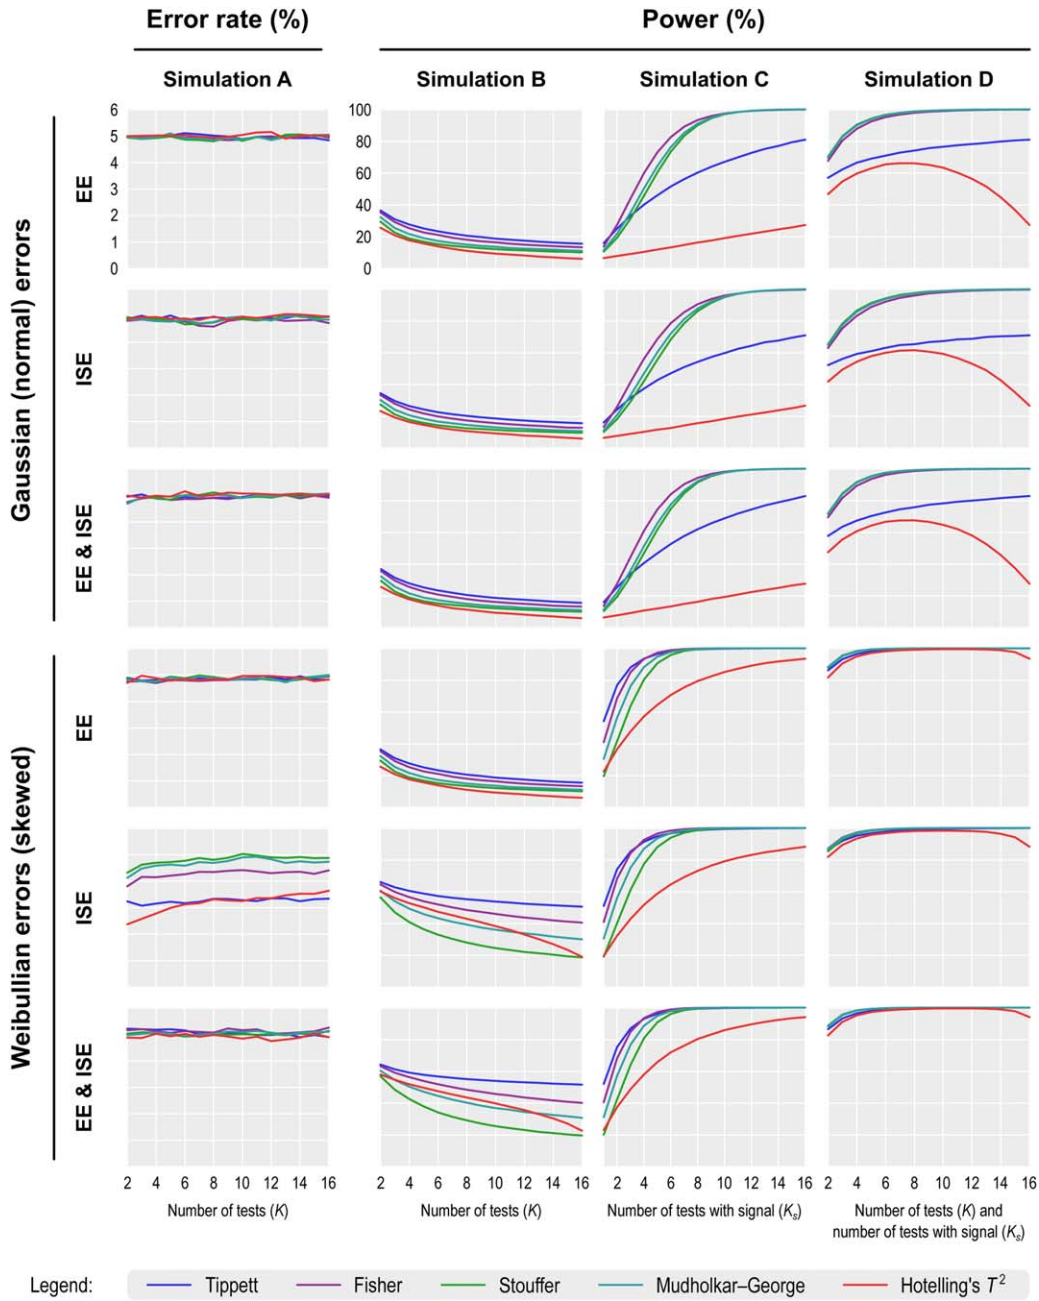 Error rate (%)
Power (%)
Simulation A
Simulation B
Simulation C
Simulation D
Gaussian (normal) errors
EE
6
5
4
3
2
1
0
100
80
60
40
20
0
ISE
EE & ISE
Weibullian errors (skewed)
EE
ISE
EE & ISE
2 4 6 8 10 12 14 16
2 4 6 8 10 12 14 16
2 4 6 8 10 12 14 16
2 4 6 8 10 12 14 16
Number of tests (K)
Number of tests (K)
Number of tests with signal (Kₛ)
Number of tests (K) and
number of tests with signal (Kₛ)
Legend: Tippett Fisher Stouffer Mudholkar–George Hotelling's T²